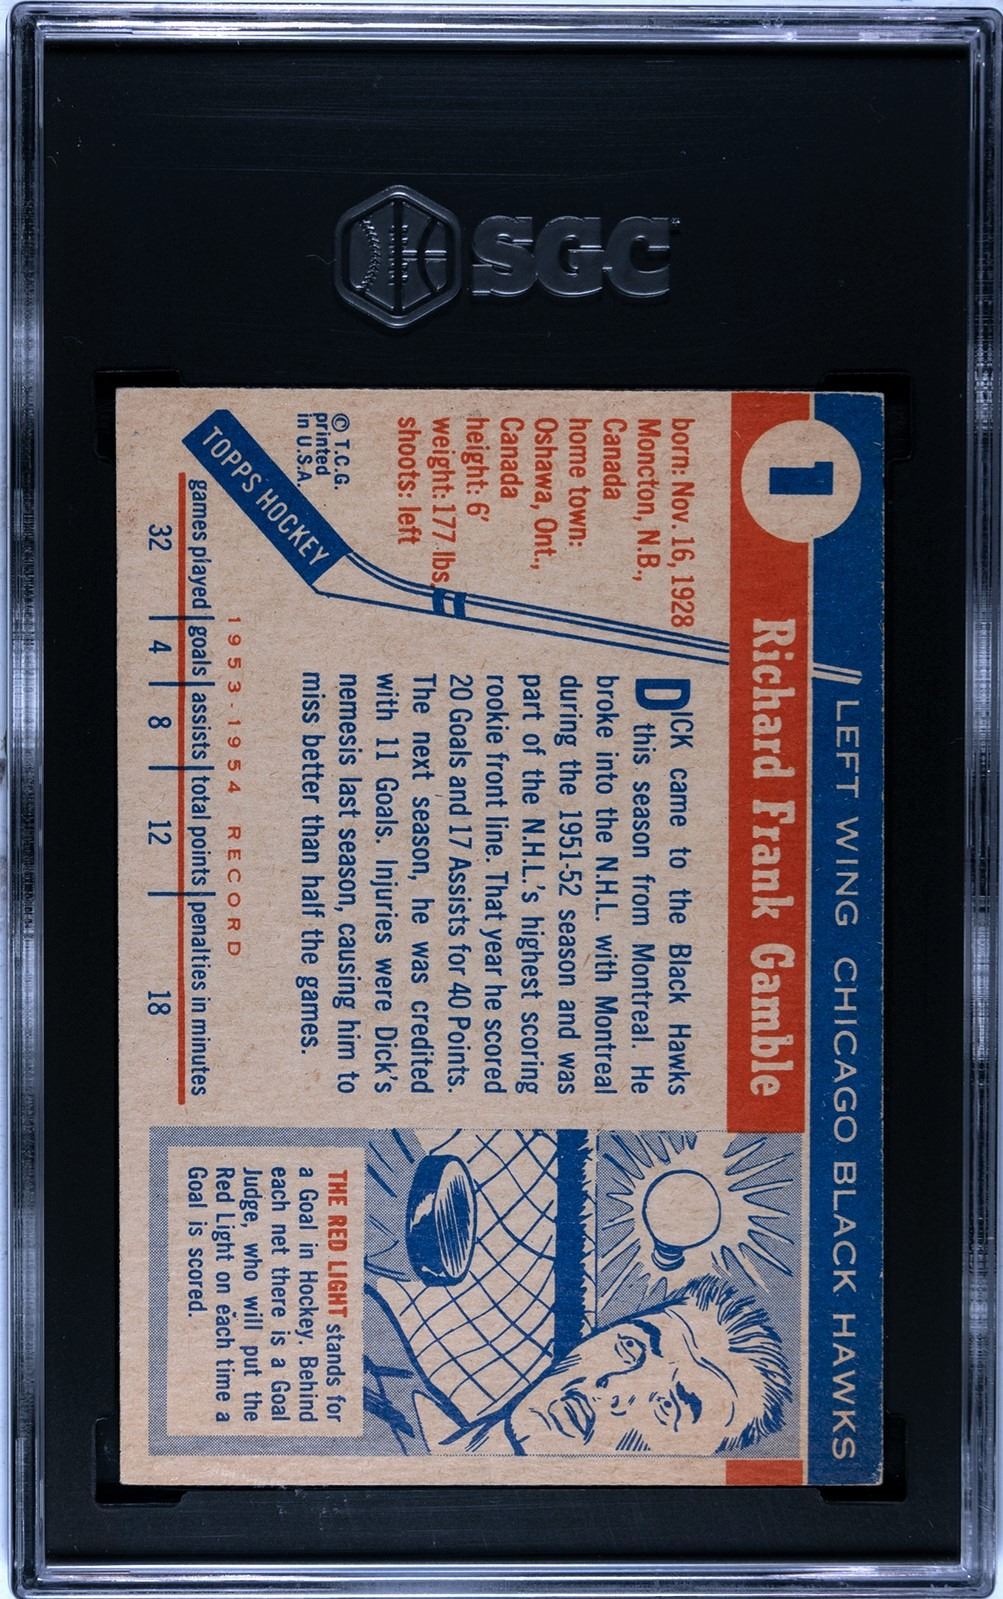 SGC
1
LEFT WING CHICAGO BLACK HAWKS
Richard Frank Gamble
born: Nov. 16, 1928
Moncton, N.B.,
Canada
home town:
Oshawa, Ont.,
Canada
height: 6'
weight: 177 lbs.
shoots: left
© T.C.G.
printed
in U.S.A.
TOPPS HOCKEY
DICK came to the Black Hawks
this season from Montreal. He
broke into the N.H.L. with Montreal
during the 1951-52 season and was
part of the N.H.L.'s highest scoring
rookie front line. That year he scored
20 Goals and 17 Assists for 40 Points.
The next season, he was credited
with 11 Goals. Injuries were Dick's
nemesis last season, causing him to
miss better than half the games.
1953-1954 RECORD
games played goals assists total points penalties in minutes
32 4 8 12 18
THE RED LIGHT stands for
a Goal in Hockey. Behind
each net there is a Goal
Judge, who will put the
Red Light on each time a
Goal is scored.